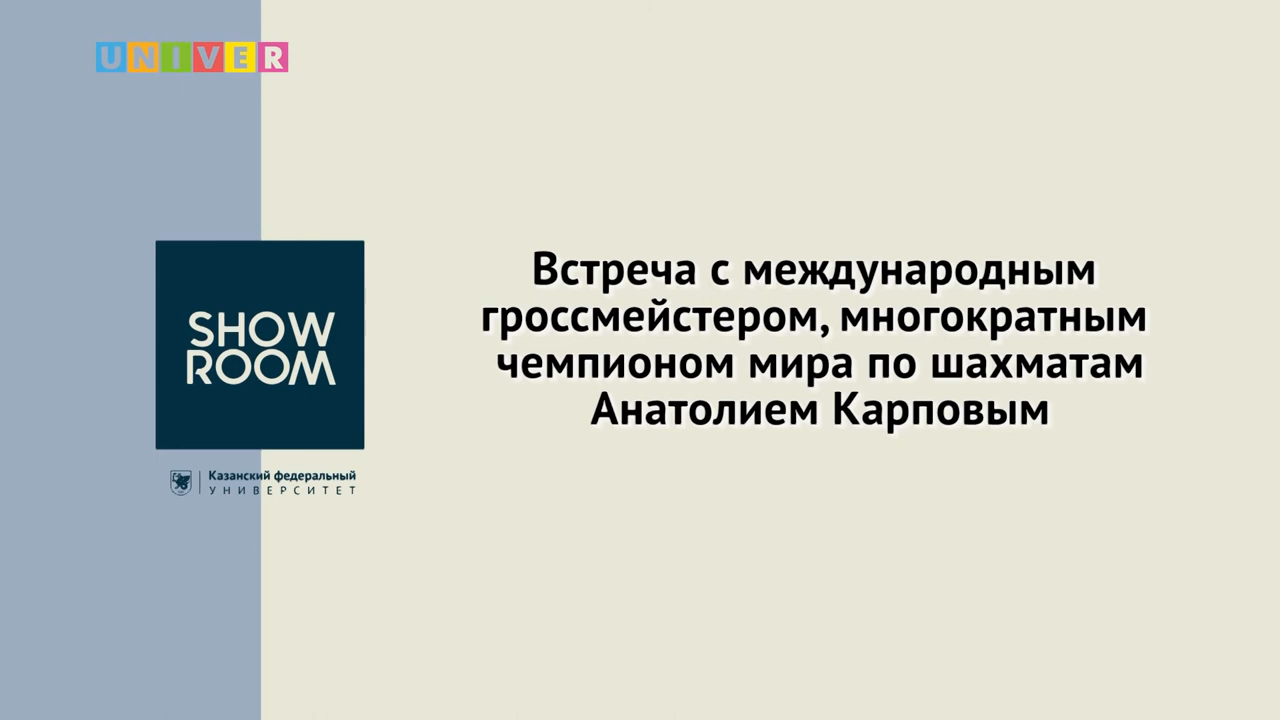 UNIVER
SHOW
ROOM
Казанский федеральный
УНИВЕРСИТЕТ
Встреча с международным
гроссмейстером, многократным
чемпионом мира по шахматам
Анатолием Карповым